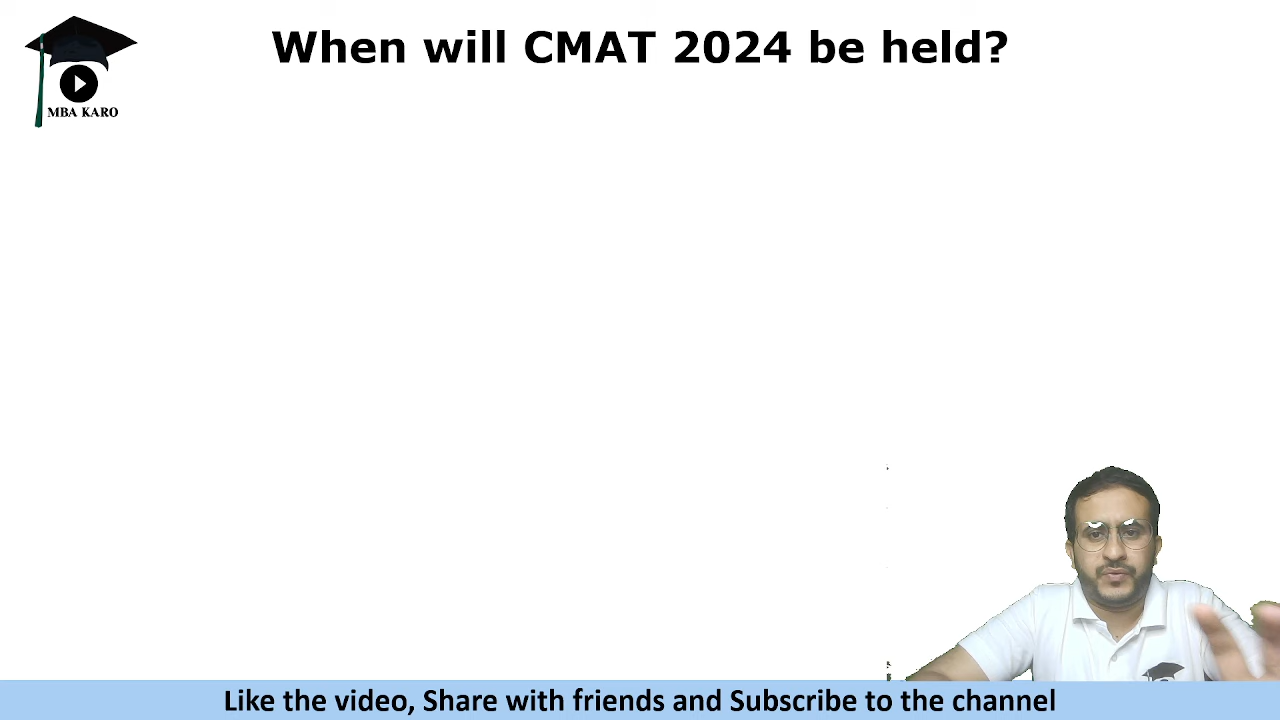 When will CMAT 2024 be held?
MBA KARO
Like the video, Share with friends and Subscribe to the channel